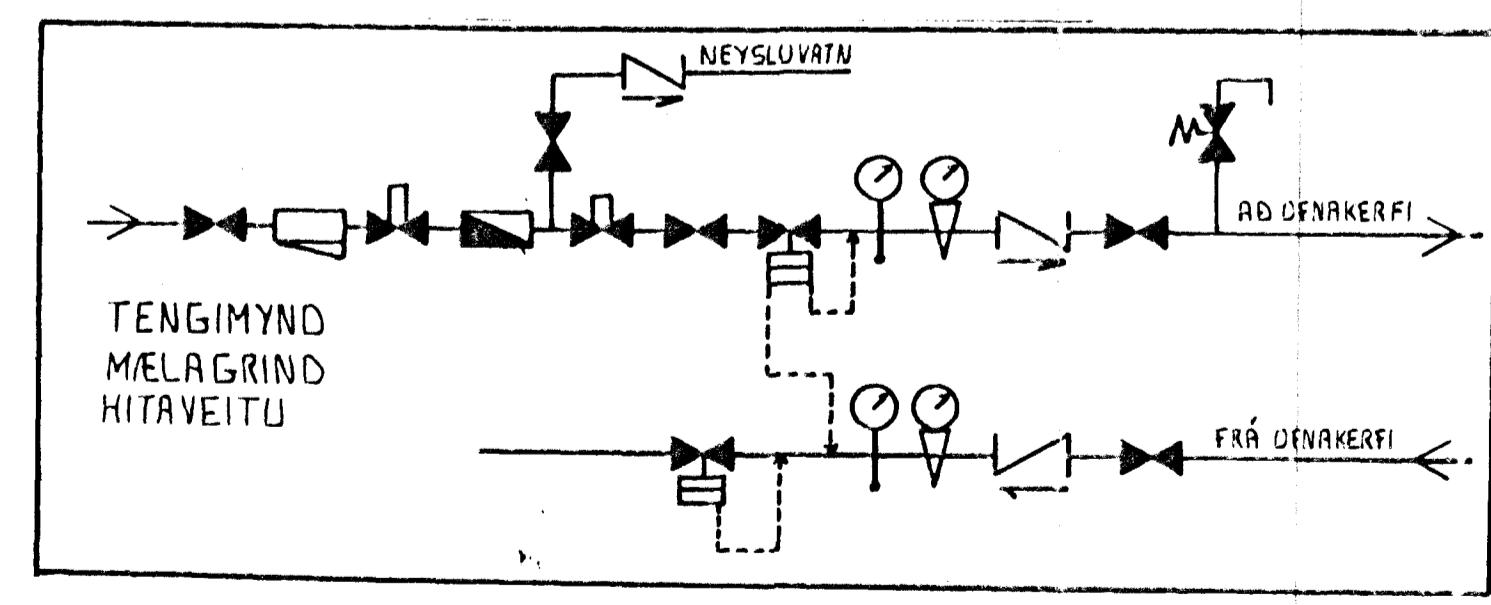 NEYSLUVATN
AÐ OFNAKERFI
TENGIMYND
MÆLAGRIND
HITAVEITU
FRÁ OFNAKERFI